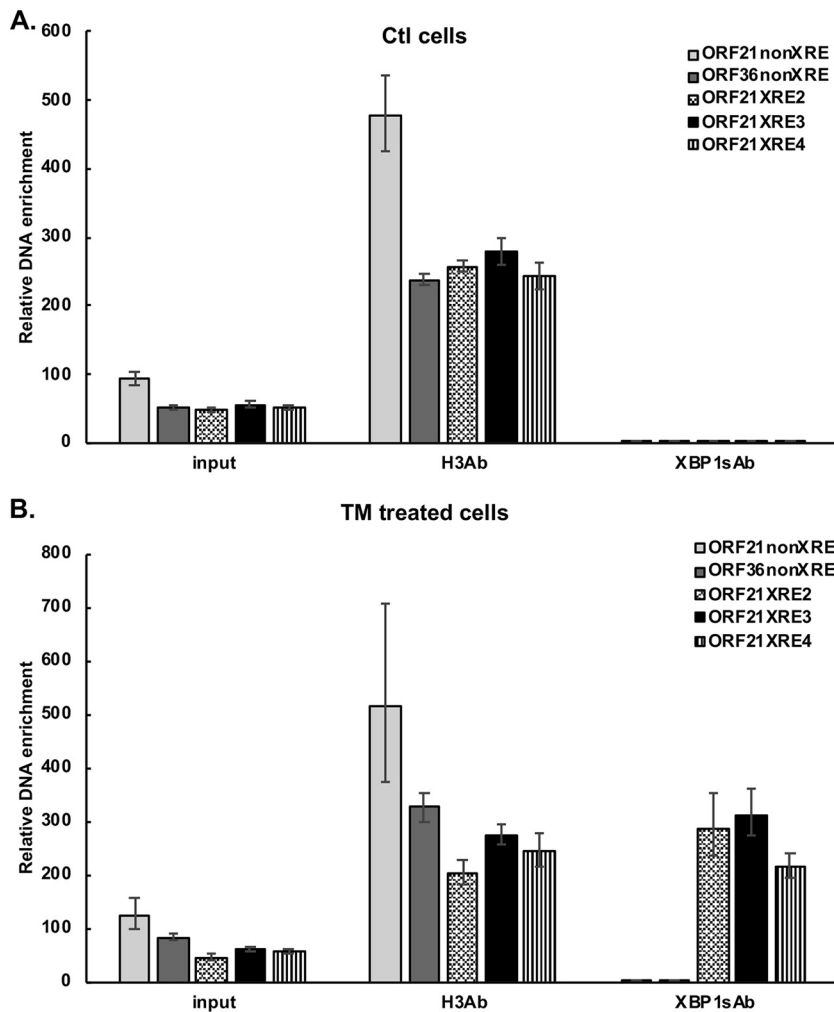 A.
Ctl cells
600
500
400
300
200
100
0
Relative DNA enrichment
ORF21nonXRE
ORF36nonXRE
ORF21XRE2
ORF21XRE3
ORF21XRE4
input H3Ab XBP1sAb
B.
TM treated cells
800
700
600
500
400
300
200
100
0
Relative DNA enrichment
ORF21nonXRE
ORF36nonXRE
ORF21XRE2
ORF21XRE3
ORF21XRE4
input H3Ab XBP1sAb